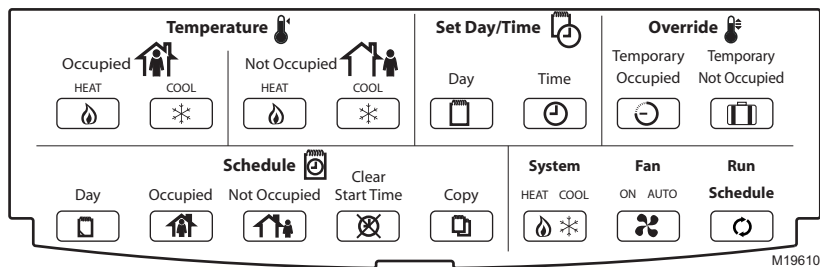 Temperature
Set Day/Time
Override
Occupied
Not Occupied
HEAT
COOL
HEAT
COOL
Day
Time
Temporary
Occupied
Temporary
Not Occupied
Schedule
Day
Occupied
Not Occupied
Clear
Start Time
Copy
System
HEAT COOL
Fan
ON AUTO
Run
Schedule
M19610